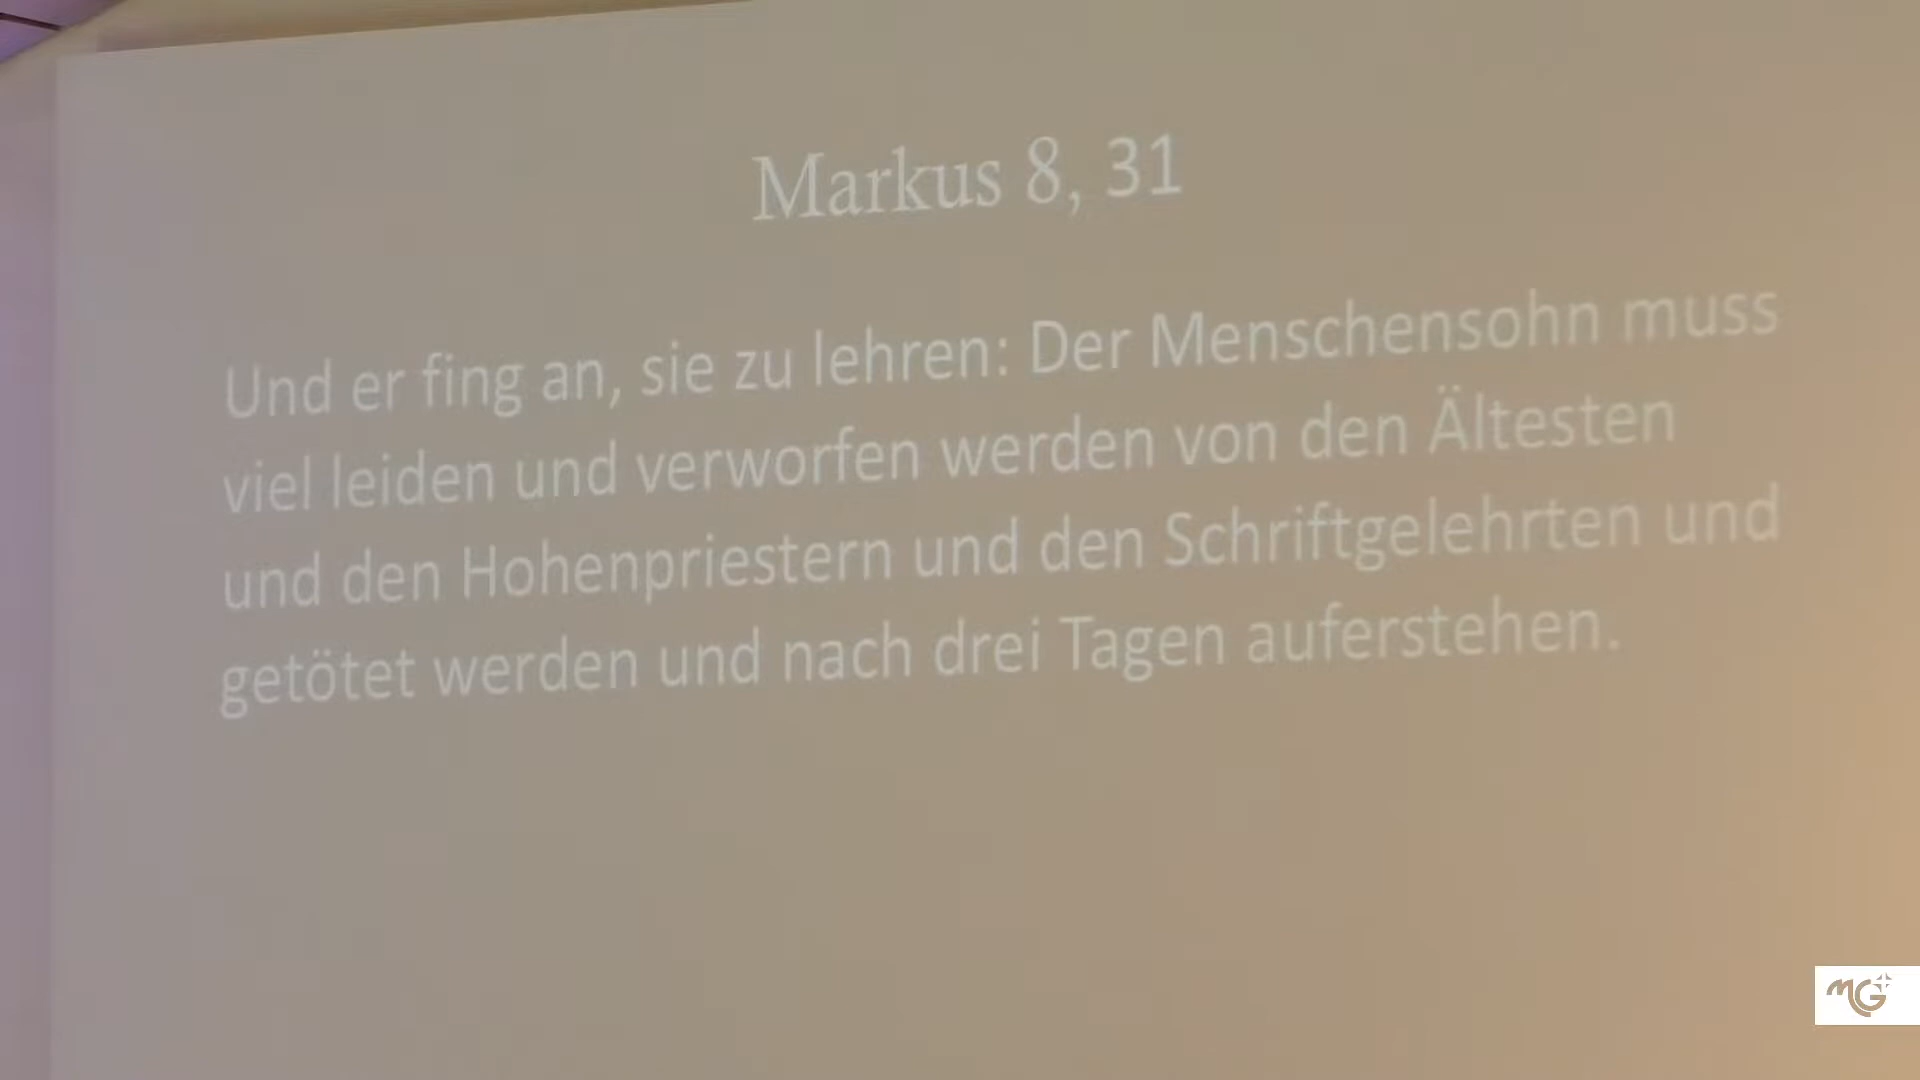 Markus 8, 31
Und er fing an, sie zu lehren: Der Menschensohn muss
viel leiden und verworfen werden von den Ältesten
und den Hohenpriestern und den Schriftgelehrten und
getötet werden und nach drei Tagen auferstehen.
MG